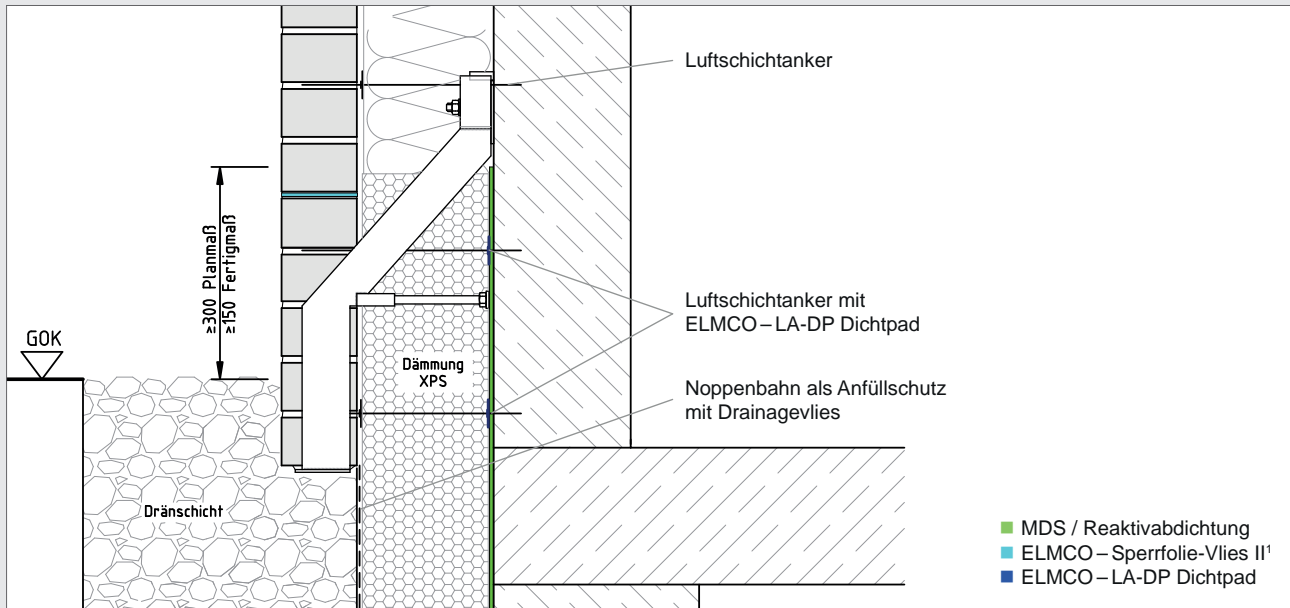 Luftschichtanker
≥300 Planmaß
≥150 Fertigmaß
Luftschichtanker mit
ELMCO–LA-DP Dichtpad
GOK
Dämmung
XPS
Noppenbahn als Anfüllschutz
mit Drainagevlies
Dränschicht
MDS / Reaktivabdichtung
ELMCO–Sperrfolie-Vlies II¹
ELMCO–LA-DP Dichtpad